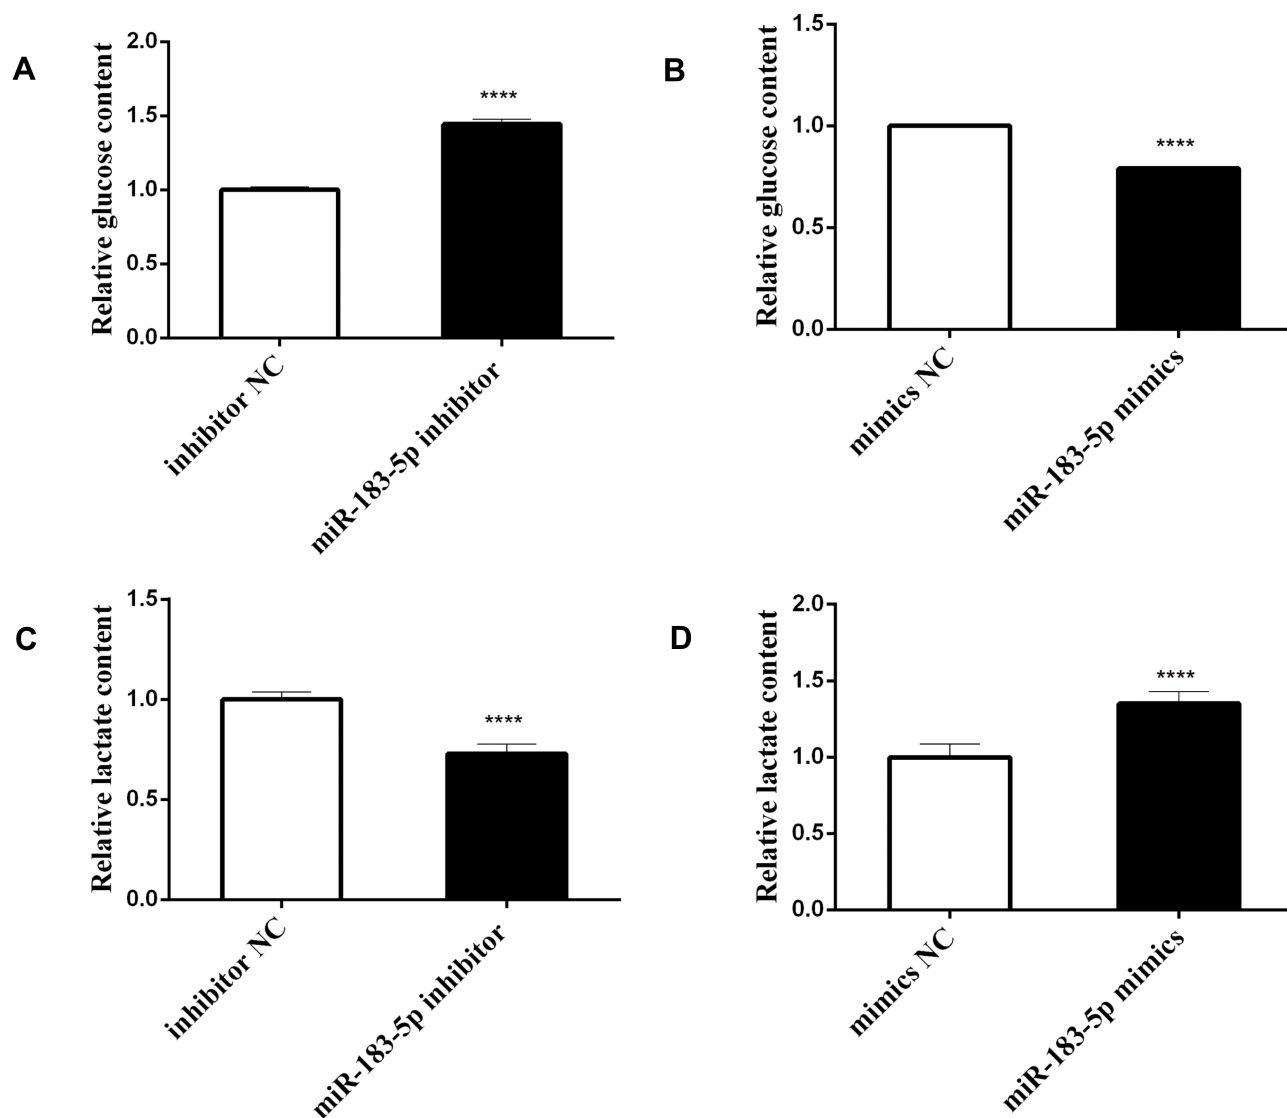 A
Relative glucose content
2.0
1.5
1.0
0.5
0.0
****
inhibitor NC
miR-183-5p inhibitor
B
Relative glucose content
1.5
1.0
0.5
0.0
****
mimics NC
miR-183-5p mimics
C
Relative lactate content
1.5
1.0
0.5
0.0
****
inhibitor NC
miR-183-5p inhibitor
D
Relative lactate content
2.0
1.5
1.0
0.5
0.0
****
mimics NC
miR-183-5p mimics